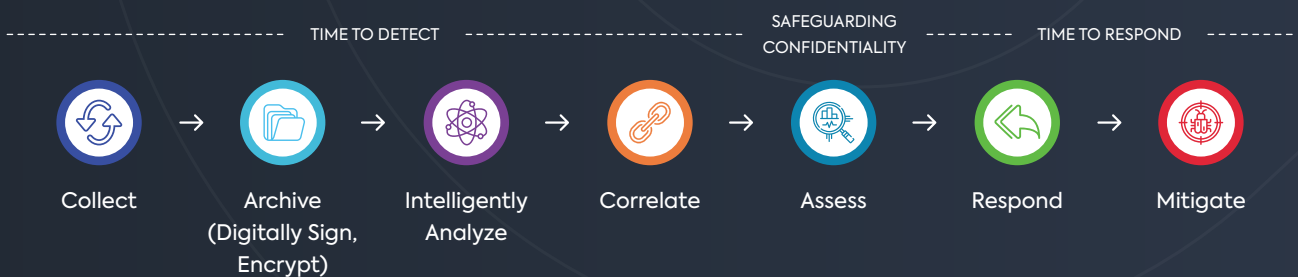 TIME TO DETECT
SAFEGUARDING
CONFIDENTIALITY
TIME TO RESPOND
Collect
Archive
(Digitally Sign,
Encrypt)
Intelligently
Analyze
Correlate
Assess
Respond
Mitigate